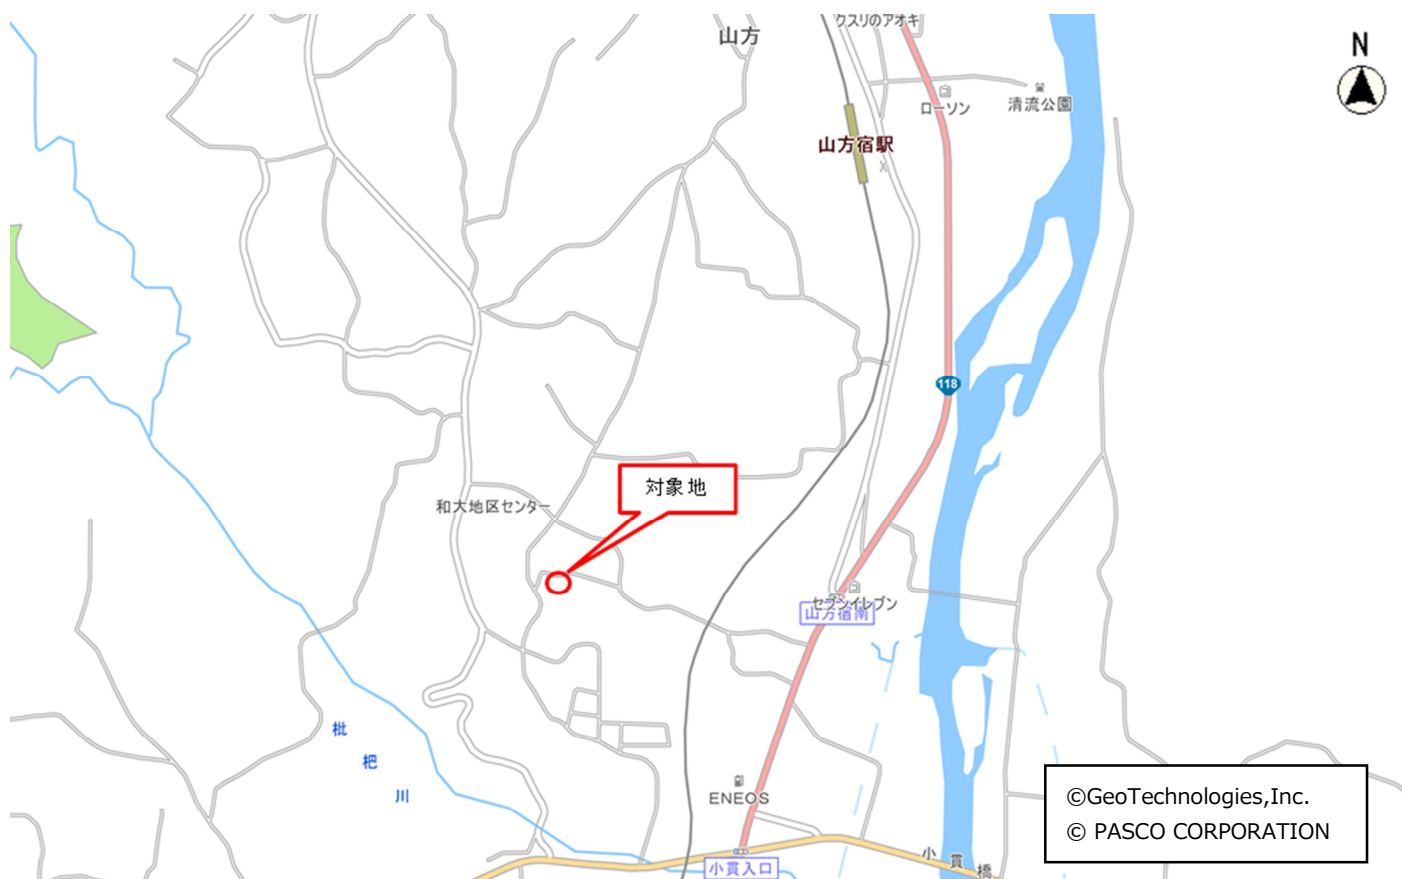 クスリのアオキ
山方
N
ローソン
清流公園
山方宿駅
118
対象地
和大地区センター
セブンイレブン
山方宿南
枇
杷
川
ENEOS
©GeoTechnologies,Inc.
© PASCO CORPORATION
小貫橋
小貫入口